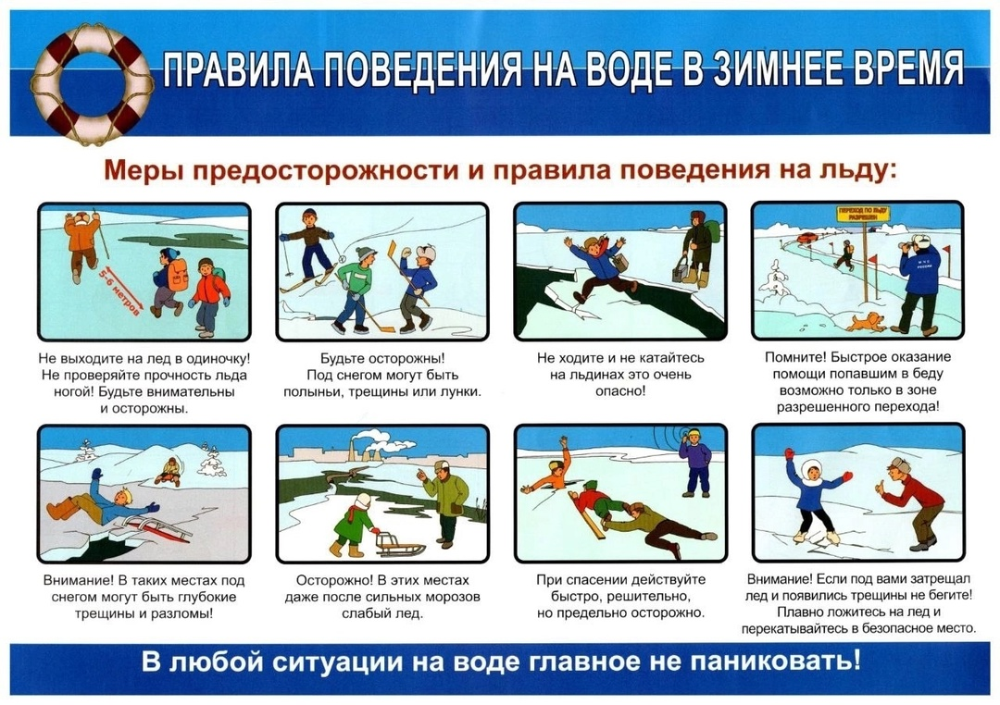 ПРАВИЛА ПОВЕДЕНИЯ НА ВОДЕ В ЗИМНЕЕ ВРЕМЯ
Меры предосторожности и правила поведения на льду:
5-6 метров
ПЕРЕХОД ПО ЛЬДУ
РАЗРЕШЕН
МЧС
РОССИИ
Не выходите на лед в одиночку!
Не проверяйте прочность льда
ногой! Будьте внимательны
и осторожны.
Будьте осторожны!
Под снегом могут быть
полыньи, трещины или лунки.
Не ходите и не катайтесь
на льдинах это очень
опасно!
Помните! Быстрое оказание
помощи попавшим в беду
возможно только в зоне
разрешенного перехода!
Внимание! В таких местах под
снегом могут быть глубокие
трещины и разломы!
Осторожно! В этих местах
даже после сильных морозов
слабый лед.
При спасении действуйте
быстро, решительно,
но предельно осторожно.
Внимание! Если под вами затрещал
лед и появились трещины не бегите!
Плавно ложитесь на лед и
перекатывайтесь в безопасное место.
В любой ситуации на воде главное не паниковать!